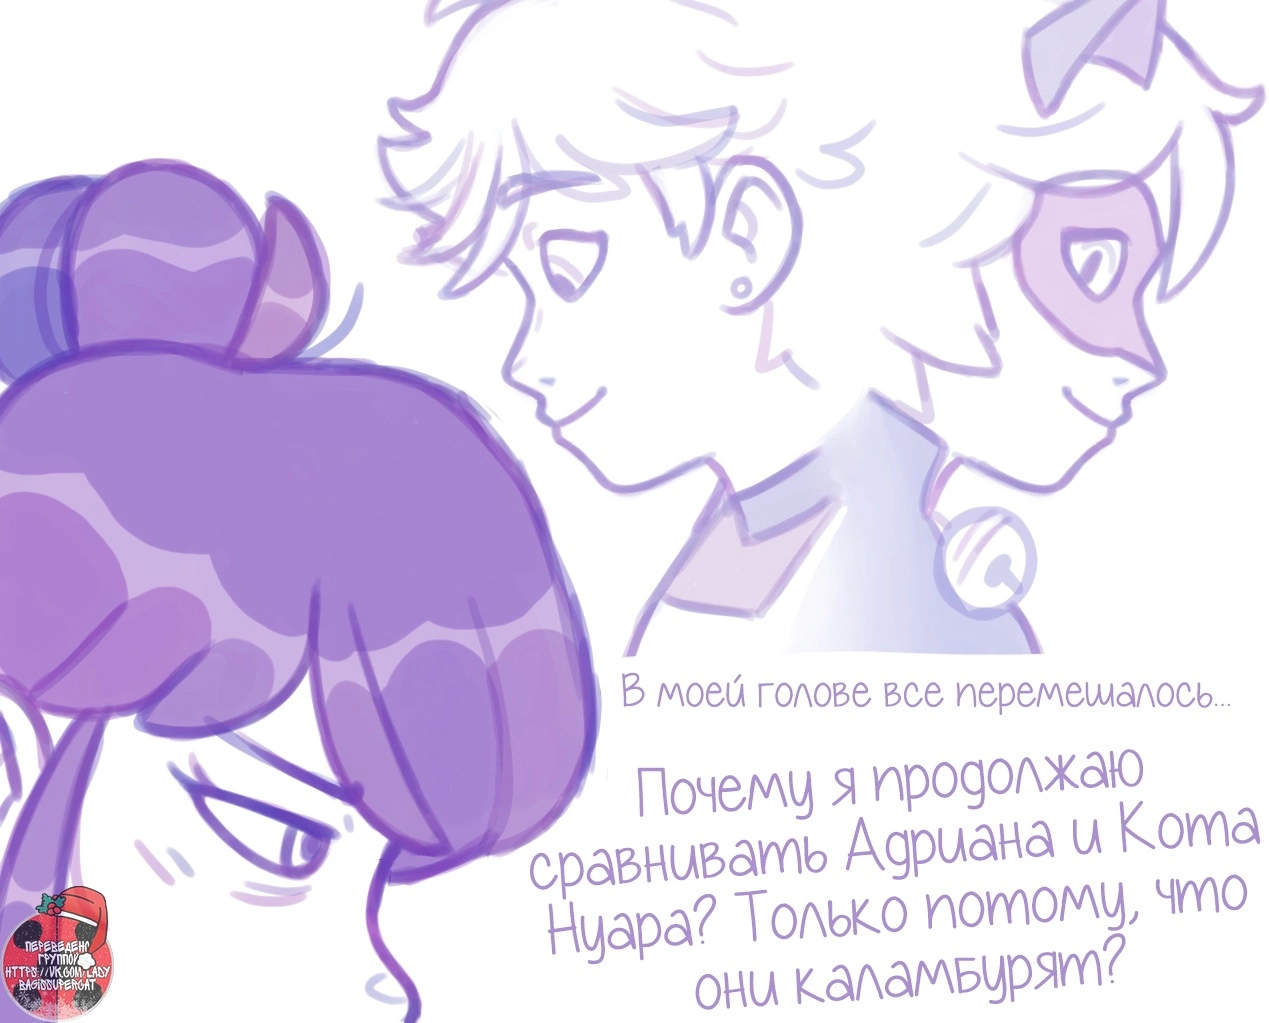 В моей голове все перемешалось...
Почему я продолжаю
сравнивать Адриана и Кота
Нуара? Только потому, что
они каламбурят?
ПЕРЕВЕДЕНО
ГРУППОЙ
HTTPS://VK.COM/LADY
BAGISSUPERCAT